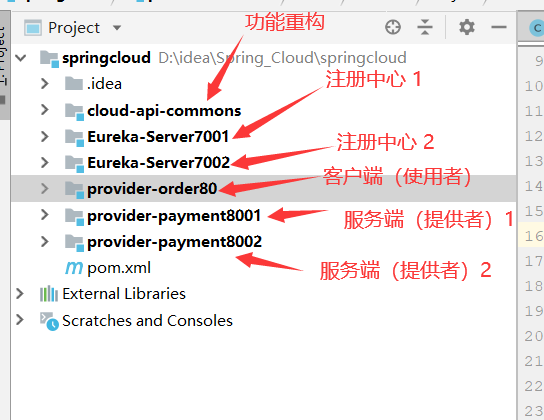 Project
功能重构
springcloud D:\idea\Spring_Cloud\springcloud
注册中心 1
.idea
cloud-api-commons
Eureka-Server7001
注册中心 2
Eureka-Server7002
客户端（使用者）
provider-order80
provider-payment8001
服务端（提供者）1
provider-payment8002
服务端（提供者）2
pom.xml
External Libraries
Scratches and Consoles
9
10
11
12
13
14
15
16
17
18
19
20
21
22
23